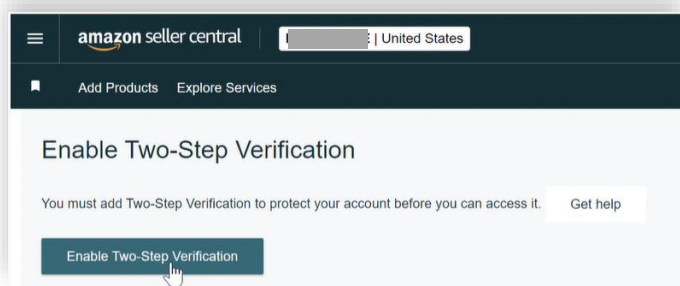 amazon seller central
| United States
Add Products Explore Services
Enable Two-Step Verification
You must add Two-Step Verification to protect your account before you can access it. Get help
Enable Two-Step Verification